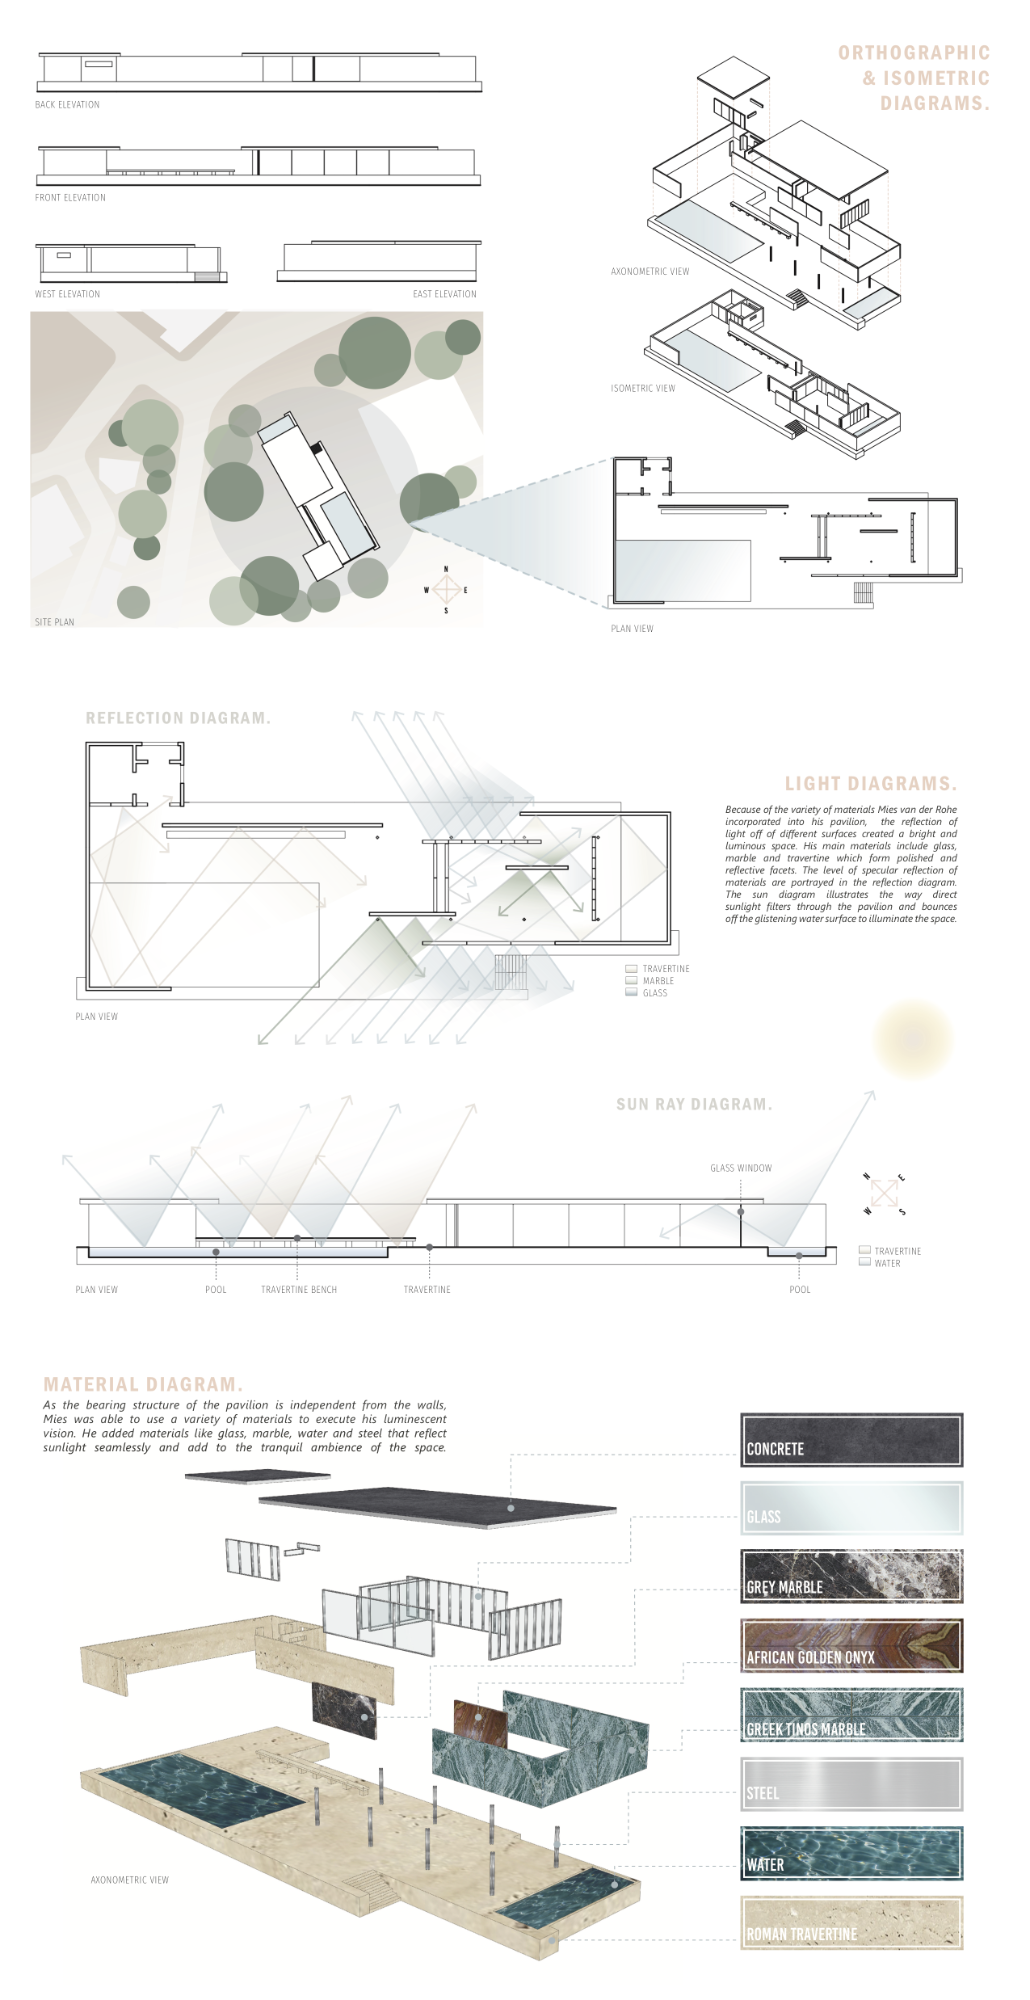 ORTHOGRAPHIC
& ISOMETRIC
DIAGRAMS.
BACK ELEVATION
FRONT ELEVATION
WEST ELEVATION
EAST ELEVATION
AXONOMETRIC VIEW
ISOMETRIC VIEW
N
W E
S
SITE PLAN
PLAN VIEW
REFLECTION DIAGRAM.
LIGHT DIAGRAMS.
Because of the variety of materials Mies van der Rohe
incorporated into his pavilion, the reflection of
light off of different surfaces created a bright and
luminous space. His main materials include glass,
marble and travertine which form polished and
reflective facets. The level of specular reflection of
materials are portrayed in the reflection diagram.
The sun diagram illustrates the way direct
sunlight filters through the pavilion and bounces
off the glistening water surface to illuminate the space.
TRAVERTINE
MARBLE
GLASS
PLAN VIEW
SUN RAY DIAGRAM.
GLASS WINDOW
N E
W S
TRAVERTINE
WATER
PLAN VIEW
POOL
TRAVERTINE BENCH
TRAVERTINE
POOL
MATERIAL DIAGRAM.
As the bearing structure of the pavilion is independent from the walls,
Mies was able to use a variety of materials to execute his luminescent
vision. He added materials like glass, marble, water and steel that reflect
sunlight seamlessly and add to the tranquil ambience of the space.
CONCRETE
GLASS
GREY MARBLE
AFRICAN GOLDEN ONYX
GREEK TINOS MARBLE
STEEL
WATER
ROMAN TRAVERTINE
AXONOMETRIC VIEW